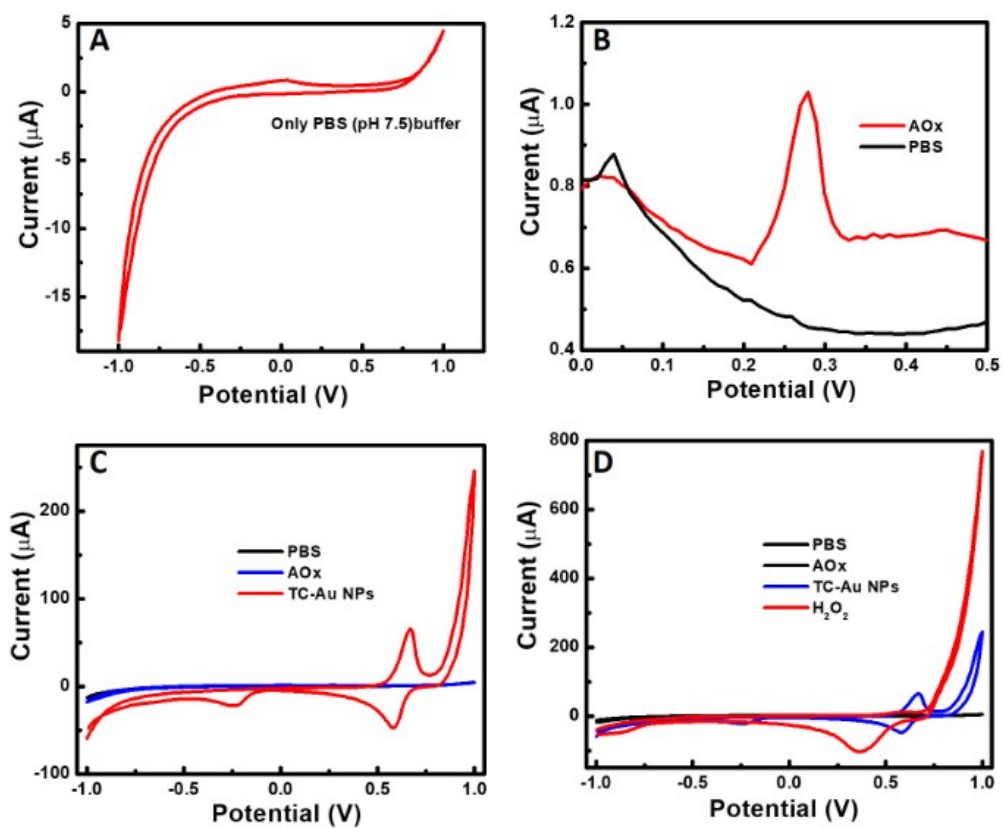 A
Current (μA)
5
0
-5
-10
-15
Only PBS (pH 7.5)buffer
-1.0
-0.5
0.0
0.5
1.0
Potential (V)
B
Current (μA)
1.2
1.0
0.8
0.6
0.4
AOx
PBS
0.0
0.1
0.2
0.3
0.4
0.5
Potential (V)
C
Current (μA)
200
100
0
-100
PBS
AOx
TC-Au NPs
-1.0
-0.5
0.0
0.5
1.0
Potential (V)
D
Current (μA)
800
600
400
200
0
PBS
AOx
TC-Au NPs
H₂O₂
-1.0
-0.5
0.0
0.5
1.0
Potential (V)